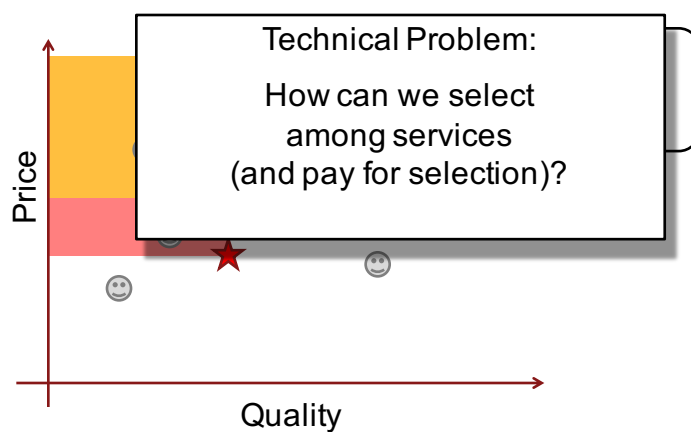 Technical Problem:
How can we select
among services
(and pay for selection)?
Price
Quality